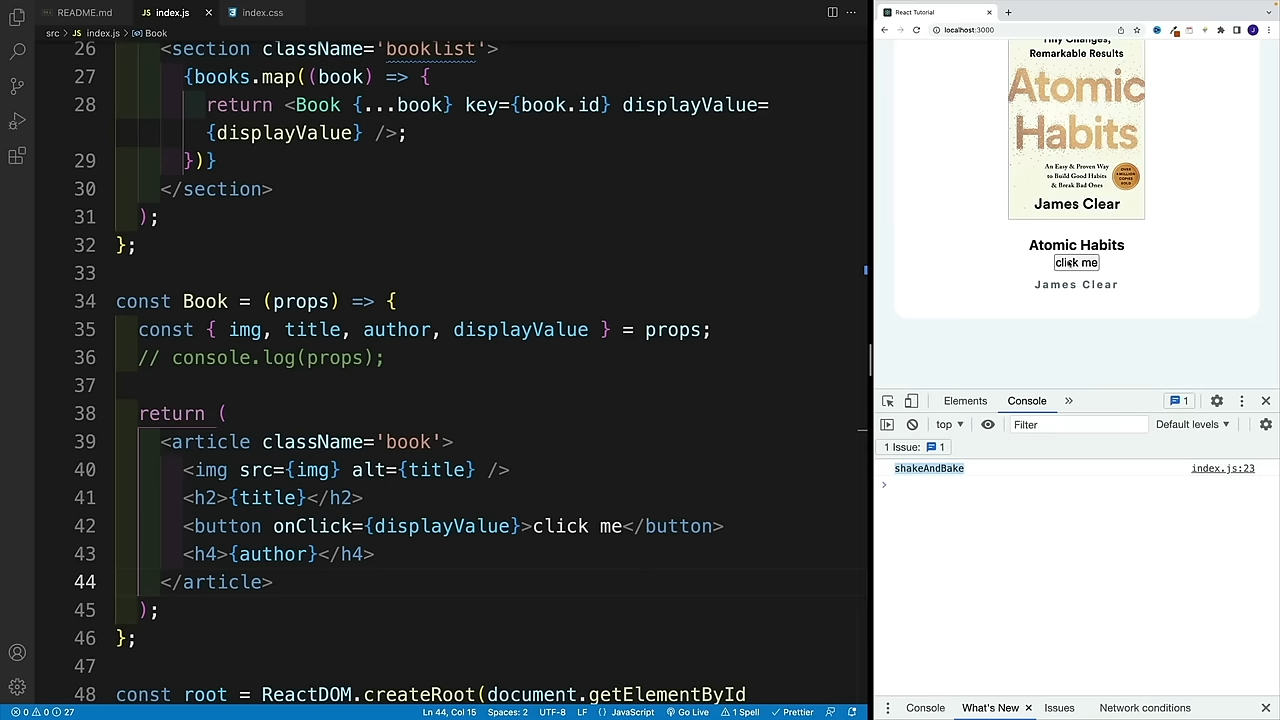 README.md JS index.js × index.css ···
src > JS index.js > Book
26 <section className='booklist'>
27 {books.map((book) => {
28 return <Book {...book} key={book.id} displayValue=
{displayValue} />;
29 })}
30 </section>
31 );
32 };
33
34 const Book = (props) => {
35 const { img, title, author, displayValue } = props;
36 // console.log(props);
37
38 return (
39 <article className='book'>
40 <img src={img} alt={title} />
41 <h2>{title}</h2>
42 <button onClick={displayValue}>click me</button>
43 <h4>{author}</h4>
44 </article>
45 );
46 };
47
48 const root = ReactDOM.createRoot(document.getElementById
0 0 27 Ln 44, Col 15 Spaces: 2 UTF-8 LF {} JavaScript Go Live 1 Spell Prettier
React Tutorial × +
localhost:3000
Tiny Changes,
Remarkable Results
Atomic
Habits
An Easy & Proven Way
to Build Good Habits
& Break Bad Ones
James Clear
Atomic Habits
click me
James Clear
Elements Console » 1
top ▼ Filter Default levels ▼
1 Issue: 1
shakeAndBake index.js:23
>
Console What's New × Issues Network conditions